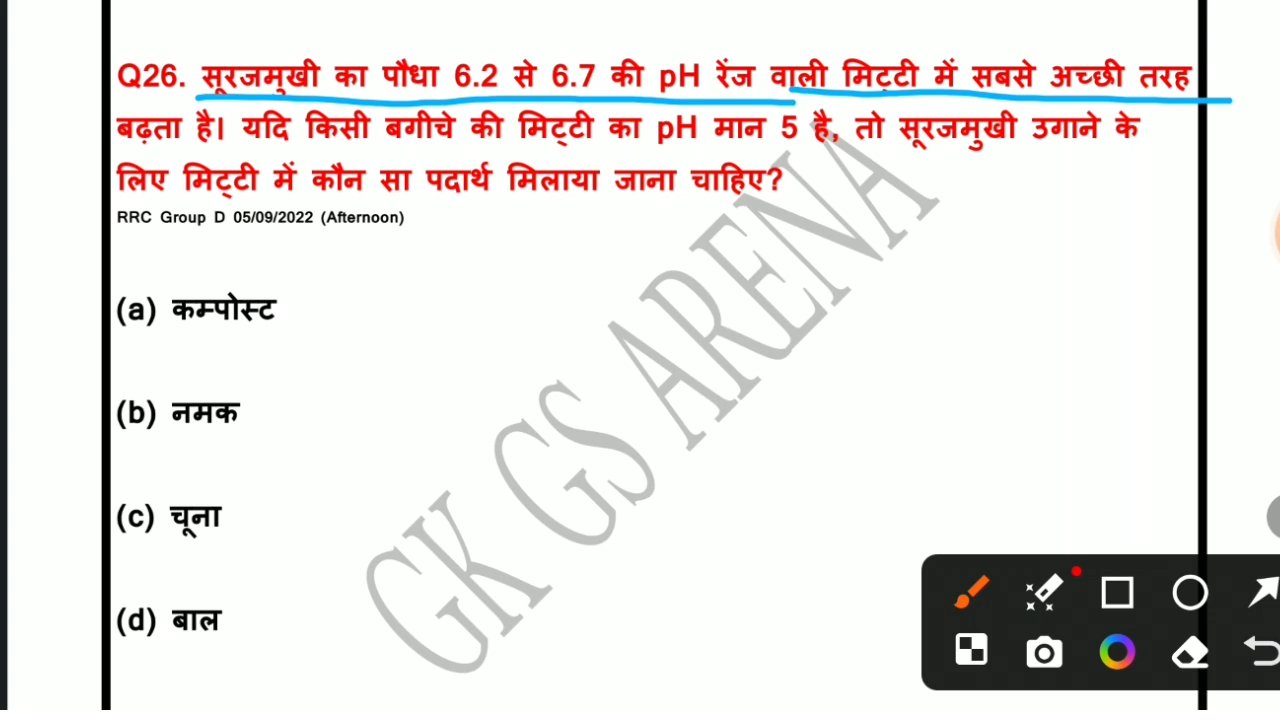 Q26. सूरजमुखी का पौधा 6.2 से 6.7 की pH रेंज वाली मिट्टी में सबसे अच्छी तरह
बढ़ता है। यदि किसी बगीचे की मिट्टी का pH मान 5 है, तो सूरजमुखी उगाने के
लिए मिट्टी में कौन सा पदार्थ मिलाया जाना चाहिए?
RRC Group D 05/09/2022 (Afternoon)
(a) कम्पोस्ट
(b) नमक
(c) चूना
(d) बाल
GK GS ARENA